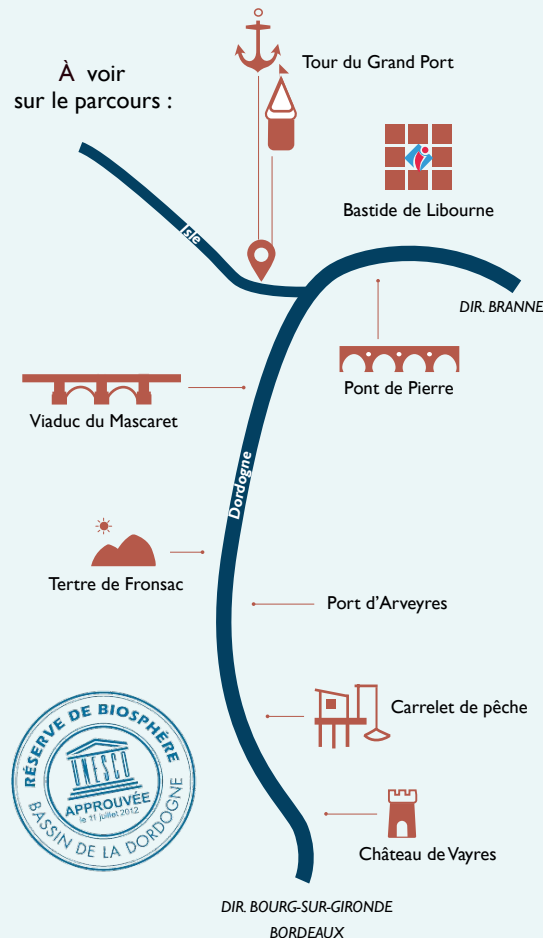 À voir
sur le parcours :
Tour du Grand Port
Bastide de Libourne
Isle
DIR. BRANNE
Pont de Pierre
Viaduc du Mascaret
Dordogne
Tertre de Fronsac
Port d'Arveyres
Carrelet de pêche
RÉSERVE DE BIOSPHÈRE
UNESCO
APPROUVÉE
le 11 juillet 2012
BASSIN DE LA DORDOGNE
Château de Vayres
DIR. BOURG-SUR-GIRONDE
BORDEAUX